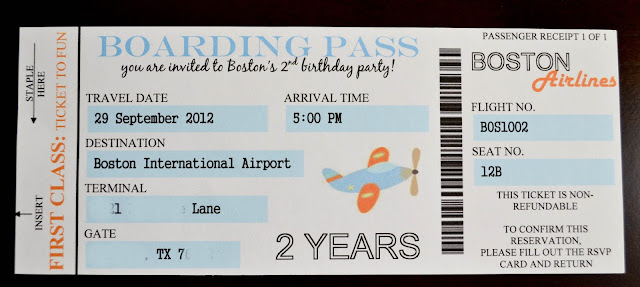 STAPLE HERE
INSERT
FIRST CLASS: TICKET TO FUN
BOARDING PASS
you are invited to Boston's 2nd birthday party!
TRAVEL DATE
29 September 2012
ARRIVAL TIME
5:00 PM
DESTINATION
Boston International Airport
TERMINAL
Lane
GATE
TX
2 YEARS
PASSENGER RECEIPT 1 OF 1
BOSTON
Airlines
FLIGHT NO.
BOS1002
SEAT NO.
12B
THIS TICKET IS NON-
REFUNDABLE
TO CONFIRM THIS
RESERVATION,
PLEASE FILL OUT THE RSVP
CARD AND RETURN